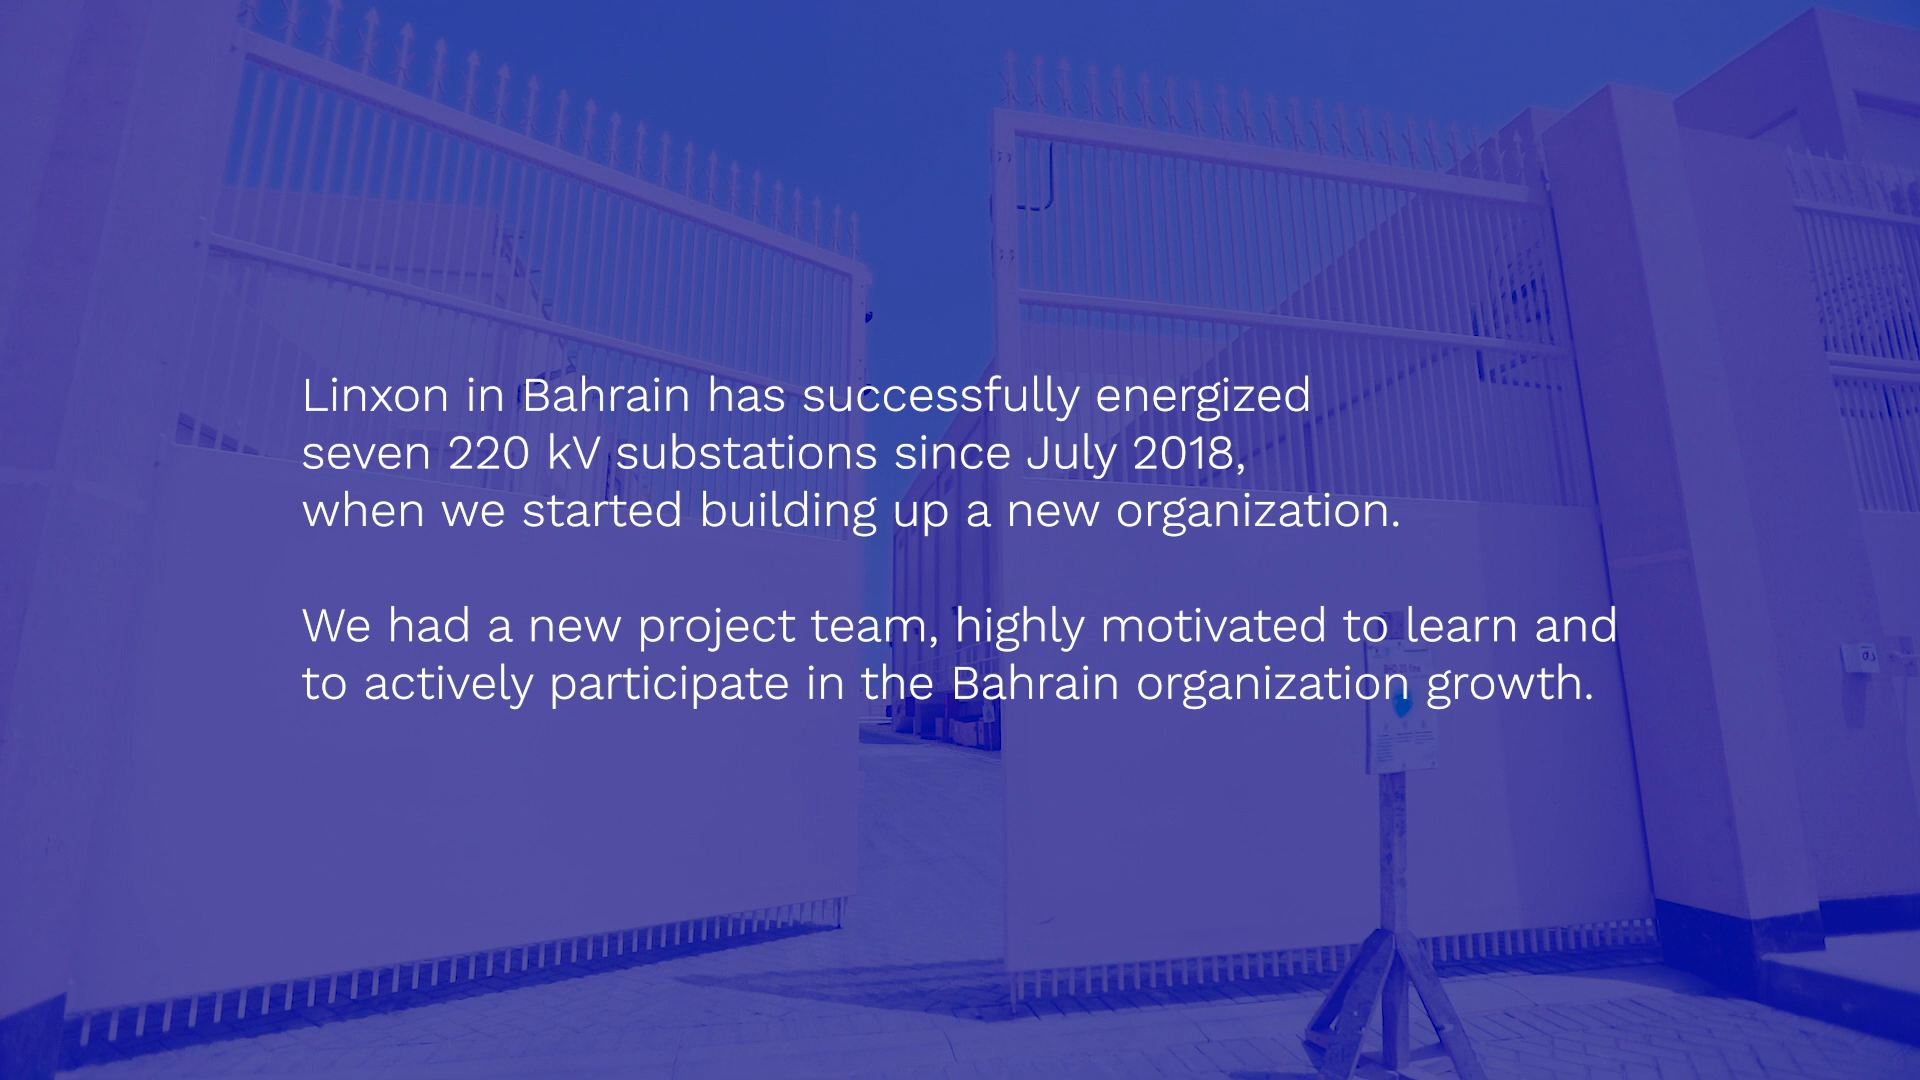 Linxon in Bahrain has successfully energized
seven 220 kV substations since July 2018,
when we started building up a new organization.
We had a new project team, highly motivated to learn and
to actively participate in the Bahrain organization growth.